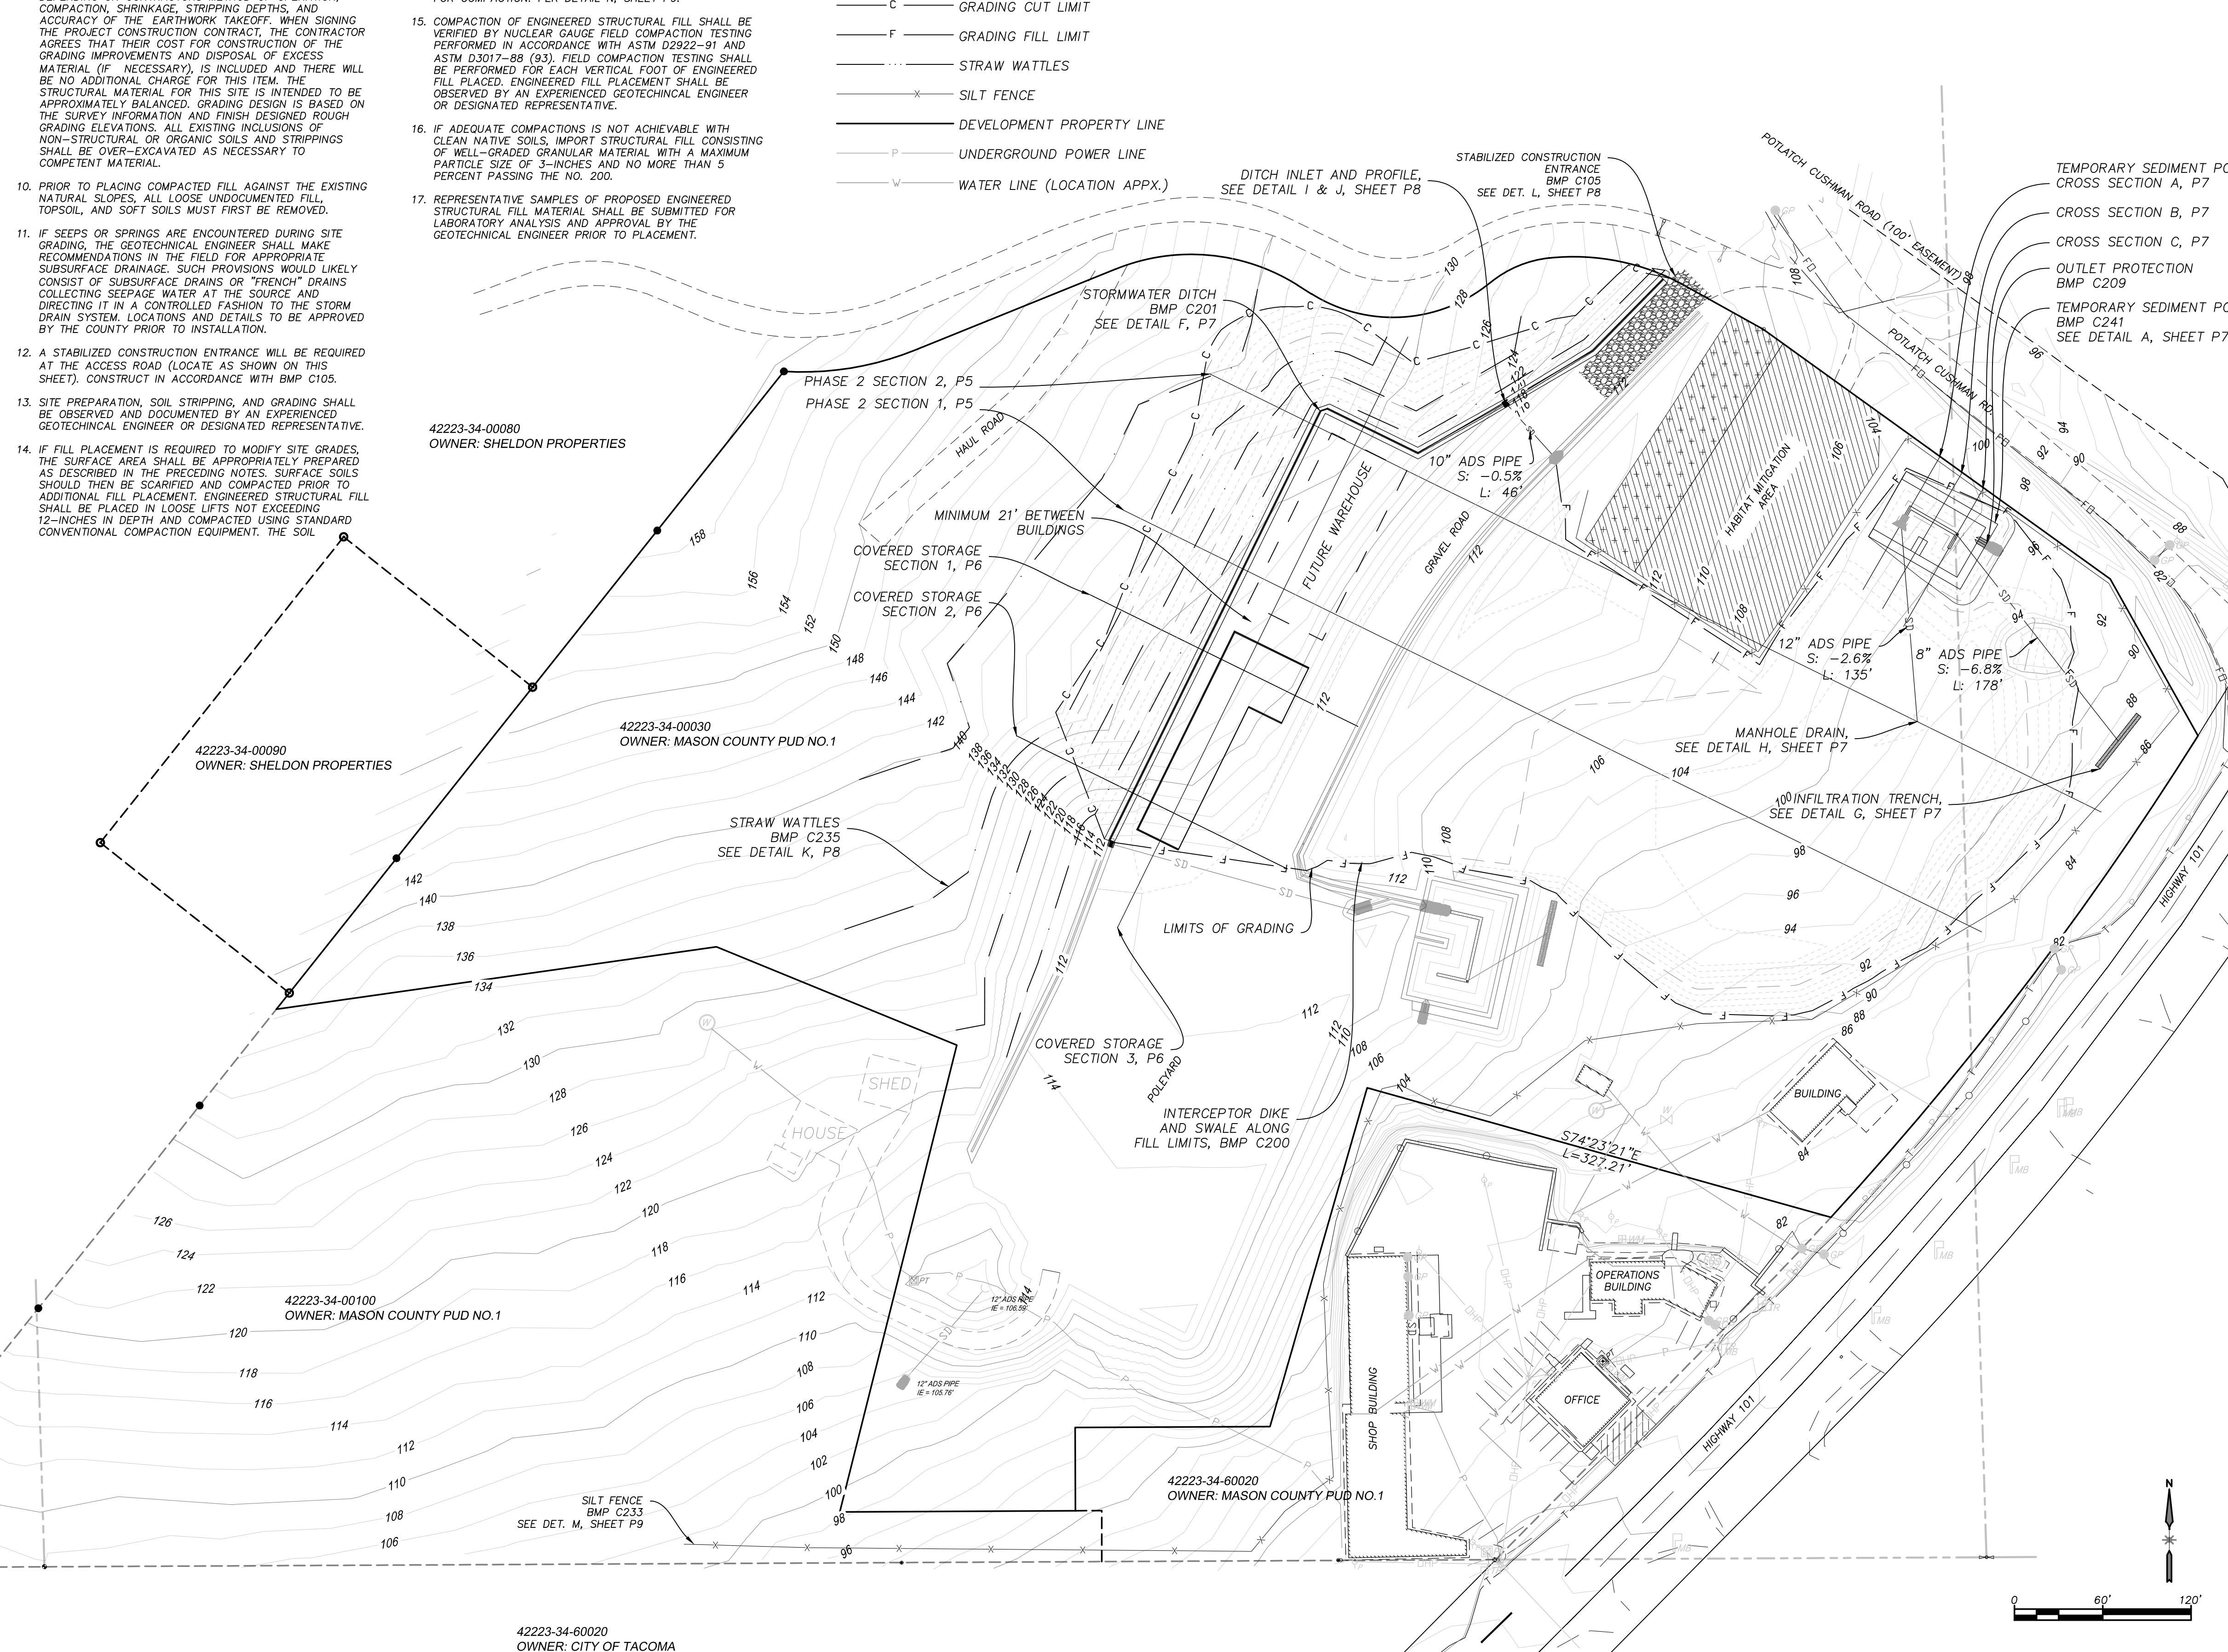 COMPACTION, SHRINKAGE, STRIPPING DEPTHS, AND
ACCURACY OF THE EARTHWORK TAKEOFF. WHEN SIGNING
THE PROJECT CONSTRUCTION CONTRACT, THE CONTRACTOR
AGREES THAT THEIR COST FOR CONSTRUCTION OF THE
GRADING IMPROVEMENTS AND DISPOSAL OF EXCESS
MATERIAL (IF NECESSARY), IS INCLUDED AND THERE WILL
BE NO ADDITIONAL CHARGE FOR THIS ITEM. THE
STRUCTURAL MATERIAL FOR THIS SITE IS INTENDED TO BE
APPROXIMATELY BALANCED. GRADING DESIGN IS BASED ON
THE SURVEY INFORMATION AND FINISH DESIGNED ROUGH
GRADING ELEVATIONS. ALL EXISTING INCLUSIONS OF
NON-STRUCTURAL OR ORGANIC SOILS AND STRIPPINGS
SHALL BE OVER-EXCAVATED AS NECESSARY TO
COMPETENT MATERIAL.
10. PRIOR TO PLACING COMPACTED FILL AGAINST THE EXISTING
NATURAL SLOPES, ALL LOOSE UNDOCUMENTED FILL,
TOPSOIL, AND SOFT SOILS MUST FIRST BE REMOVED.
11. IF SEEPS OR SPRINGS ARE ENCOUNTERED DURING SITE
GRADING, THE GEOTECHNICAL ENGINEER SHALL MAKE
RECOMMENDATIONS IN THE FIELD FOR APPROPRIATE
SUBSURFACE DRAINAGE. SUCH PROVISIONS WOULD LIKELY
CONSIST OF SUBSURFACE DRAINS OR "FRENCH" DRAINS
COLLECTING SEEPAGE WATER AT THE SOURCE AND
DIRECTING IT IN A CONTROLLED FASHION TO THE STORM
DRAIN SYSTEM. LOCATIONS AND DETAILS TO BE APPROVED
BY THE COUNTY PRIOR TO INSTALLATION.
12. A STABILIZED CONSTRUCTION ENTRANCE WILL BE REQUIRED
AT THE ACCESS ROAD (LOCATE AS SHOWN ON THIS
SHEET). CONSTRUCT IN ACCORDANCE WITH BMP C105.
13. SITE PREPARATION, SOIL STRIPPING, AND GRADING SHALL
BE OBSERVED AND DOCUMENTED BY AN EXPERIENCED
GEOTECHINCAL ENGINEER OR DESIGNATED REPRESENTATIVE.
14. IF FILL PLACEMENT IS REQUIRED TO MODIFY SITE GRADES,
THE SURFACE AREA SHALL BE APPROPRIATELY PREPARED
AS DESCRIBED IN THE PRECEDING NOTES. SURFACE SOILS
SHOULD THEN BE SCARIFIED AND COMPACTED PRIOR TO
ADDITIONAL FILL PLACEMENT. ENGINEERED STRUCTURAL FILL
SHALL BE PLACED IN LOOSE LIFTS NOT EXCEEDING
12-INCHES IN DEPTH AND COMPACTED USING STANDARD
CONVENTIONAL COMPACTION EQUIPMENT. THE SOIL
FOR COMPACTION. PER DETAIL N, SHEET P9.
15. COMPACTION OF ENGINEERED STRUCTURAL FILL SHALL BE
VERIFIED BY NUCLEAR GAUGE FIELD COMPACTION TESTING
PERFORMED IN ACCORDANCE WITH ASTM D2922-91 AND
ASTM D3017-88 (93). FIELD COMPACTION TESTING SHALL
BE PERFORMED FOR EACH VERTICAL FOOT OF ENGINEERED
FILL PLACED. ENGINEERED FILL PLACEMENT SHALL BE
OBSERVED BY AN EXPERIENCED GEOTECHINCAL ENGINEER
OR DESIGNATED REPRESENTATIVE.
16. IF ADEQUATE COMPACTIONS IS NOT ACHIEVABLE WITH
CLEAN NATIVE SOILS, IMPORT STRUCTURAL FILL CONSISTING
OF WELL-GRADED GRANULAR MATERIAL WITH A MAXIMUM
PARTICLE SIZE OF 3-INCHES AND NO MORE THAN 5
PERCENT PASSING THE NO. 200.
17. REPRESENTATIVE SAMPLES OF PROPOSED ENGINEERED
STRUCTURAL FILL MATERIAL SHALL BE SUBMITTED FOR
LABORATORY ANALYSIS AND APPROVAL BY THE
GEOTECHNICAL ENGINEER PRIOR TO PLACEMENT.
C GRADING CUT LIMIT
F GRADING FILL LIMIT
STRAW WATTLES
X SILT FENCE
DEVELOPMENT PROPERTY LINE
P UNDERGROUND POWER LINE
W WATER LINE (LOCATION APPX.)
DITCH INLET AND PROFILE,
SEE DETAIL I & J, SHEET P8
STABILIZED CONSTRUCTION
ENTRANCE
BMP C105
SEE DET. L, SHEET P8
POTLATCH CUSHMAN ROAD (100' EASEMENT)
TEMPORARY SEDIMENT PO
CROSS SECTION A, P7
CROSS SECTION B, P7
CROSS SECTION C, P7
OUTLET PROTECTION
BMP C209
TEMPORARY SEDIMENT PO
BMP C241
SEE DETAIL A, SHEET P7
POTLATCH CUSHMAN RD.
STORMWATER DITCH
BMP C201
SEE DETAIL F, P7
PHASE 2 SECTION 2, P5
PHASE 2 SECTION 1, P5
HAUL ROAD
MINIMUM 21' BETWEEN
BUILDINGS
COVERED STORAGE
SECTION 1, P6
COVERED STORAGE
SECTION 2, P6
FUTURE WAREHOUSE
GRAVEL ROAD
10" ADS PIPE
S: -0.5%
L: 46'
HABITAT MITIGATION
AREA
12" ADS PIPE
S: -2.6%
L: 135'
8" ADS PIPE
S: -6.8%
L: 178'
MANHOLE DRAIN,
SEE DETAIL H, SHEET P7
INFILTRATION TRENCH,
SEE DETAIL G, SHEET P7
42223-34-00080
OWNER: SHELDON PROPERTIES
42223-34-00090
OWNER: SHELDON PROPERTIES
42223-34-00030
OWNER: MASON COUNTY PUD NO.1
STRAW WATTLES
BMP C235
SEE DETAIL K, P8
LIMITS OF GRADING
COVERED STORAGE
SECTION 3, P6
POLEYARD
INTERCEPTOR DIKE
AND SWALE ALONG
FILL LIMITS, BMP C200
S74°23'21"E
L=327.21'
BUILDING
HIGHWAY 101
SHED
HOUSE
12" ADS PIPE
IE = 106.59'
12" ADS PIPE
IE = 105.76'
OPERATIONS
BUILDING
OFFICE
SHOP BUILDING
HIGHWAY 101
42223-34-00100
OWNER: MASON COUNTY PUD NO.1
42223-34-60020
OWNER: MASON COUNTY PUD NO.1
SILT FENCE
BMP C233
SEE DET. M, SHEET P9
42223-34-60020
OWNER: CITY OF TACOMA
N
0 60' 120'